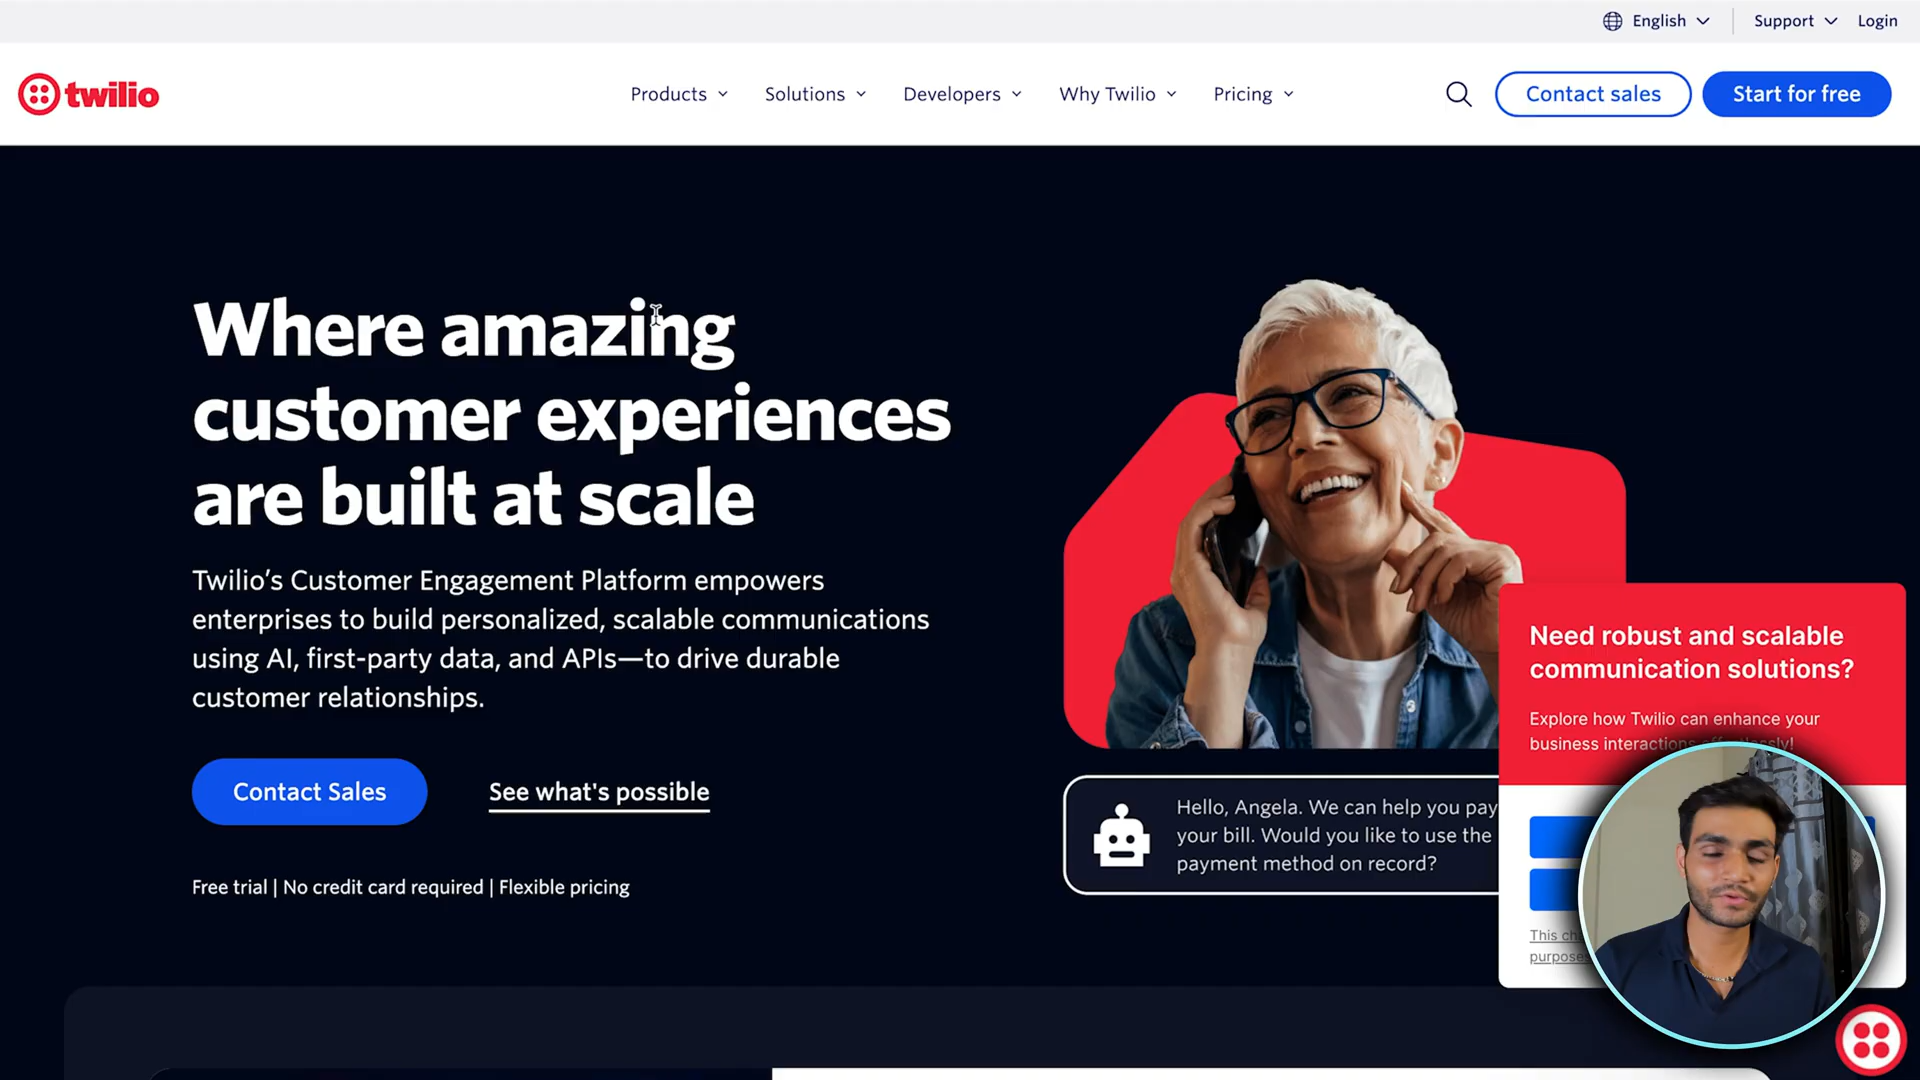 English
Support
Login
twilio
Products
Solutions
Developers
Why Twilio
Pricing
Contact sales
Start for free
Where amazing
customer experiences
are built at scale
Twilio’s Customer Engagement Platform empowers
enterprises to build personalized, scalable communications
using AI, first-party data, and APIs—to drive durable
customer relationships.
Contact Sales
See what's possible
Free trial | No credit card required | Flexible pricing
Hello, Angela. We can help you pay
your bill. Would you like to use the
payment method on record?
Need robust and scalable
communication solutions?
Explore how Twilio can enhance your
business interactions effortlessly!
This
purposes